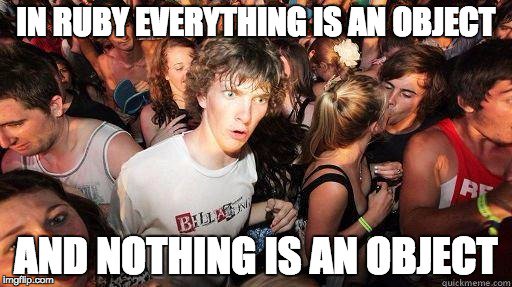 IN RUBY EVERYTHING IS AN OBJECT
AND NOTHING IS AN OBJECT
imgflip.com
quickmeme.com